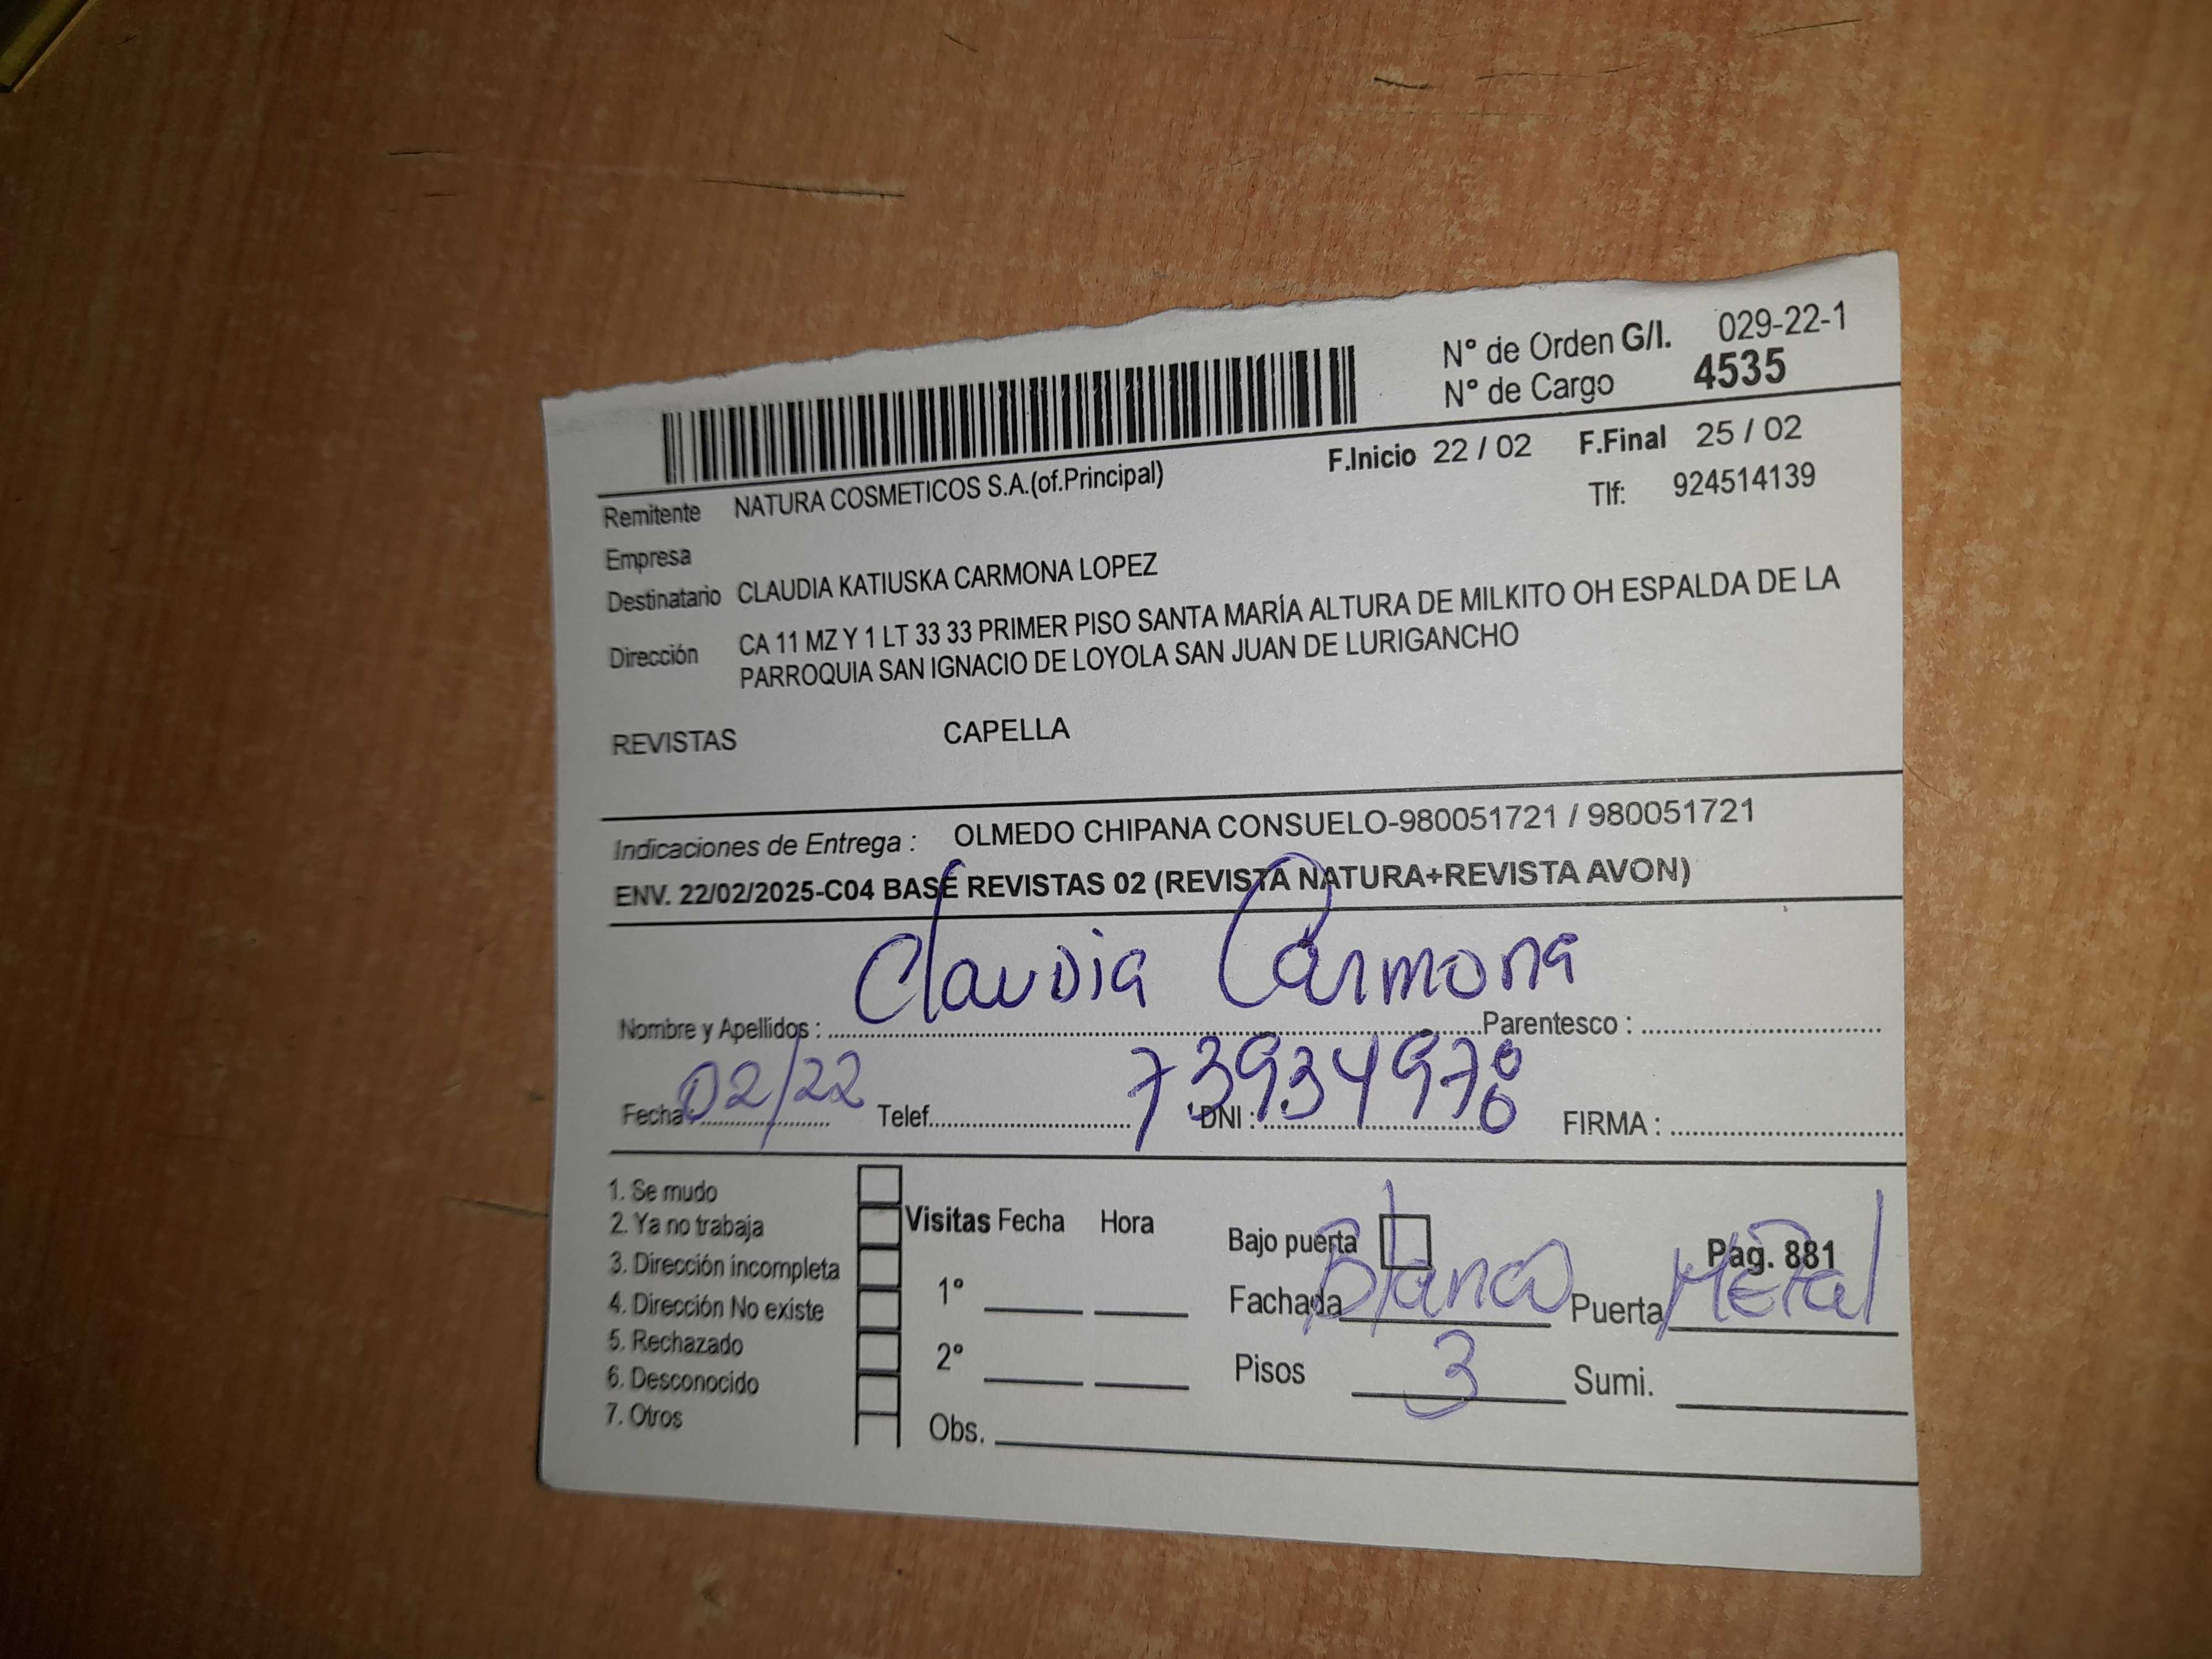 N° de Orden G/I. 029-22-1
N° de Cargo 4535
F.Inicio 22 / 02 F.Final 25 / 02
Remitente NATURA COSMETICOS S.A.(of.Principal) Tlf: 924514139
Empresa
Destinatario CLAUDIA KATIUSKA CARMONA LOPEZ
Dirección CA 11 MZ Y 1 LT 33 33 PRIMER PISO SANTA MARÍA ALTURA DE MILKITO OH ESPALDA DE LA
PARROQUIA SAN IGNACIO DE LOYOLA SAN JUAN DE LURIGANCHO
REVISTAS CAPELLA
Indicaciones de Entrega : OLMEDO CHIPANA CONSUELO-980051721 / 980051721
ENV. 22/02/2025-C04 BASE REVISTAS 02 (REVISTA NATURA+REVISTA AVON)
Nombre y Apellidos : Claudia Carmona Parentesco :
Fecha 02/22 Telef. DNI : 73934978 FIRMA :
1. Se mudo
2. Ya no trabaja
3. Dirección incompleta
4. Dirección No existe
5. Rechazado
6. Desconocido
7. Otros
Visitas Fecha Hora
1°
2°
Obs.
Bajo puerta Pag. 881
Fachada Blanco Puerta Metal
Pisos 3 Sumi.